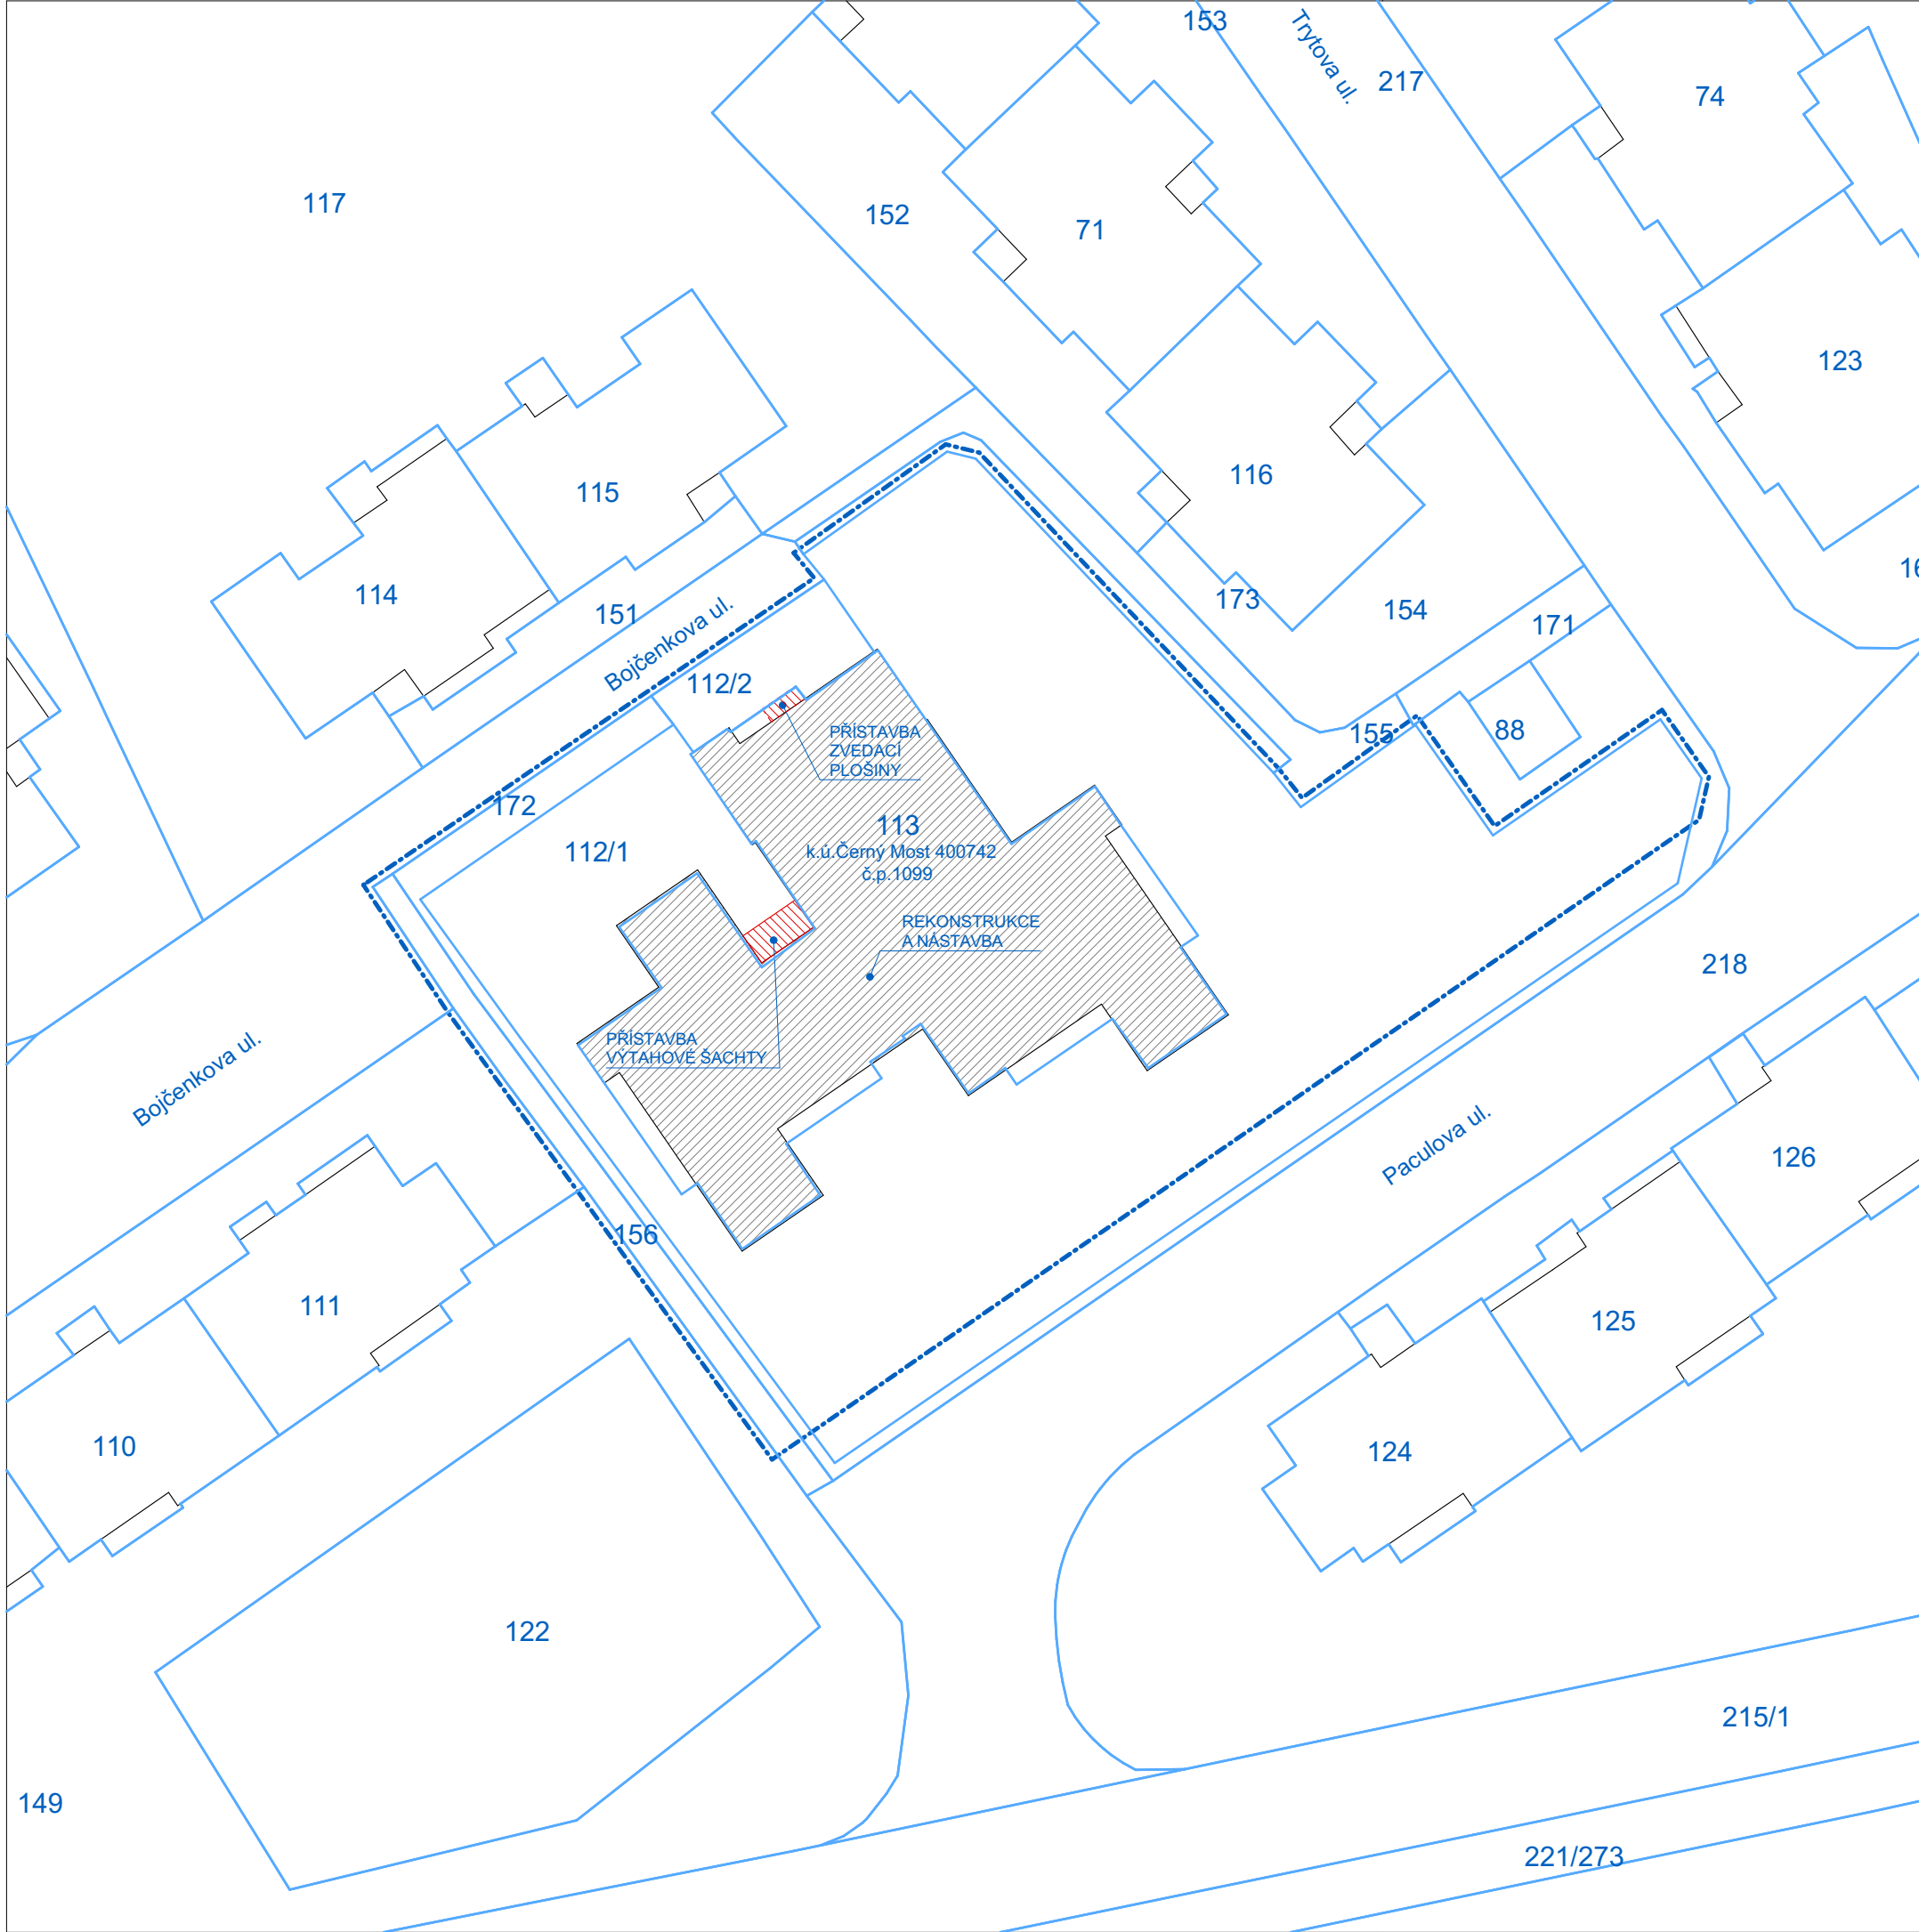 153
Trytova ul.
217
74
117
152
71
123
115
116
114
151
Bojčenkova ul.
173
154
171
112/2
155
88
PŘÍSTAVBA
ZVEDACÍ
PLOŠINY
172
112/1
113
k.ú.Černý Most 400742
č.p.1099
REKONSTRUKCE
A NÁSTAVBA
218
PŘÍSTAVBA
VÝTAHOVÉ ŠACHTY
Bojčenkova ul.
Paculova ul.
126
156
111
125
110
124
122
215/1
149
221/273